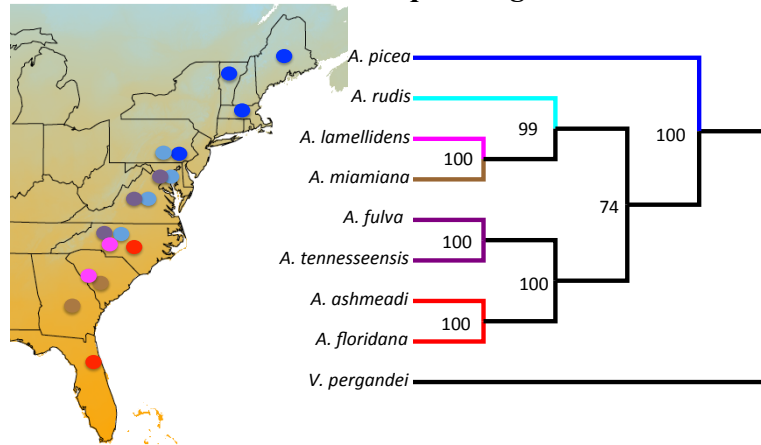 A. picea
A. rudis
99
100
A. lamellidens
100
A. miamiana
74
A. fulva
100
A. tennesseensis
100
A. ashmeadi
100
A. floridana
V. pergandei